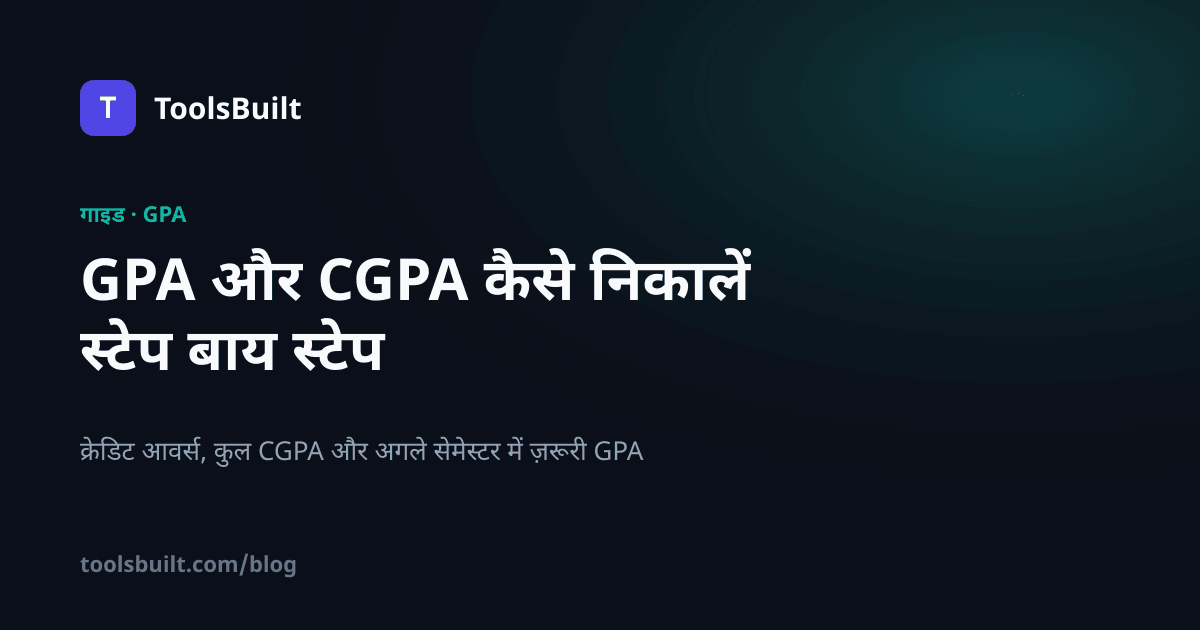 T ToolsBuilt
गाइड · GPA
GPA और CGPA कैसे निकालें
स्टेप बाय स्टेप
क्रेडिट आवर्स, कुल CGPA और अगले सेमेस्टर में ज़रूरी GPA
toolsbuilt.com/blog